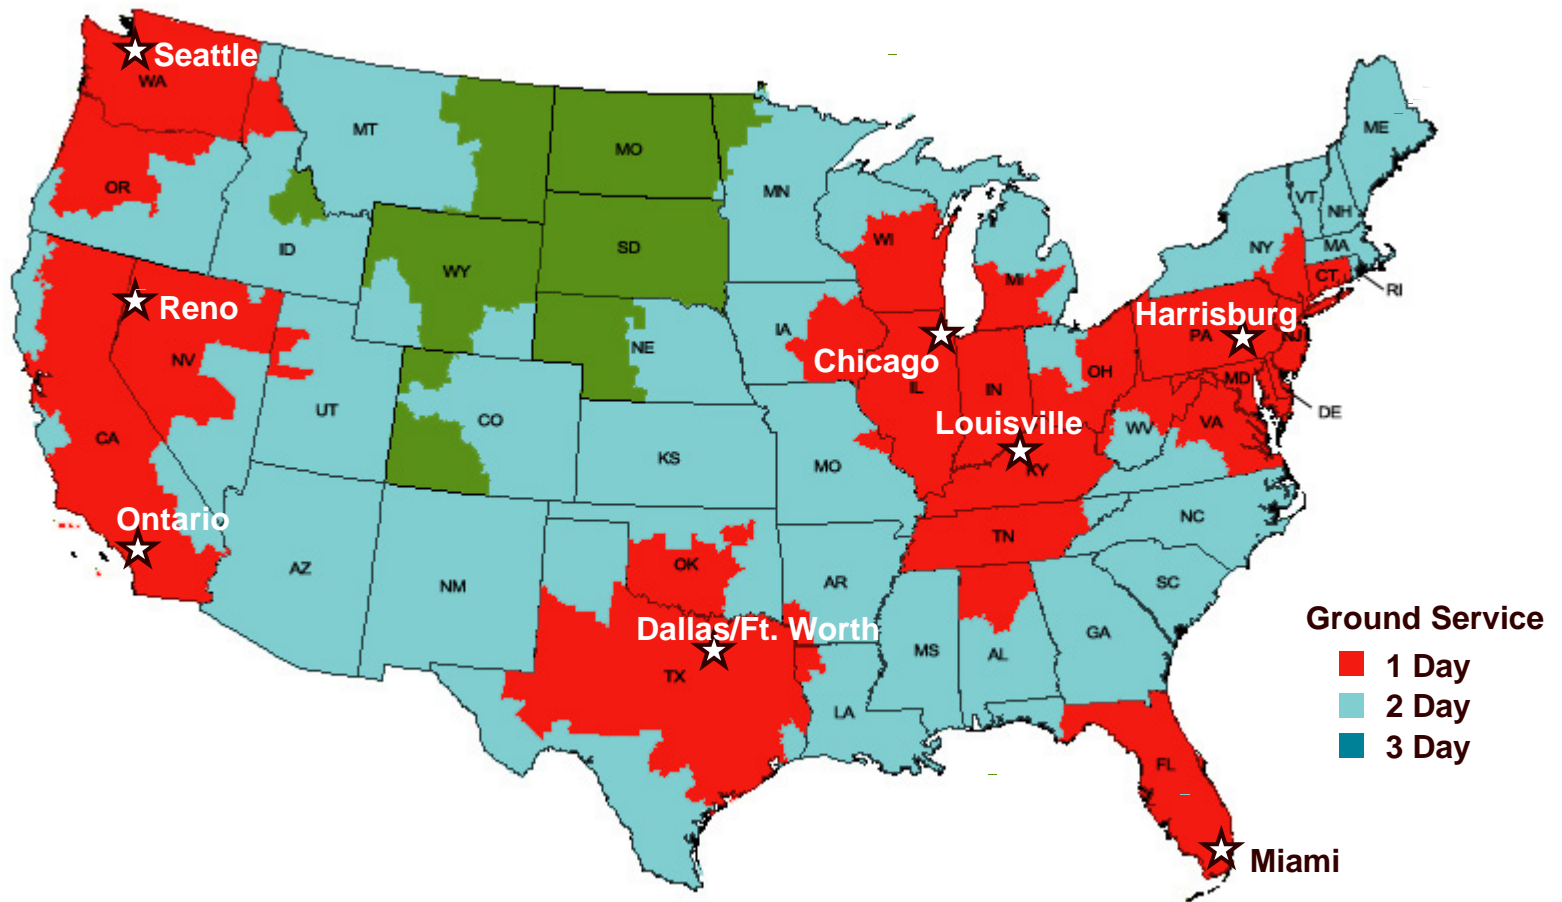 Seattle
WA
MT
MO
ME
OR
MN
VT
NH
ID
WY
SD
WI
NY
MA
MI
CT
RI
Reno
Harrisburg
PA
NJ
IA
NE
NV
Chicago
OH
MD
IL
IN
DE
UT
CO
Louisville
WV
VA
CA
KS
MO
KY
Ontario
NC
TN
AZ
NM
OK
AR
SC
Dallas/Ft. Worth
GA
MS
AL
TX
LA
FL
Miami
Ground Service
1 Day
2 Day
3 Day